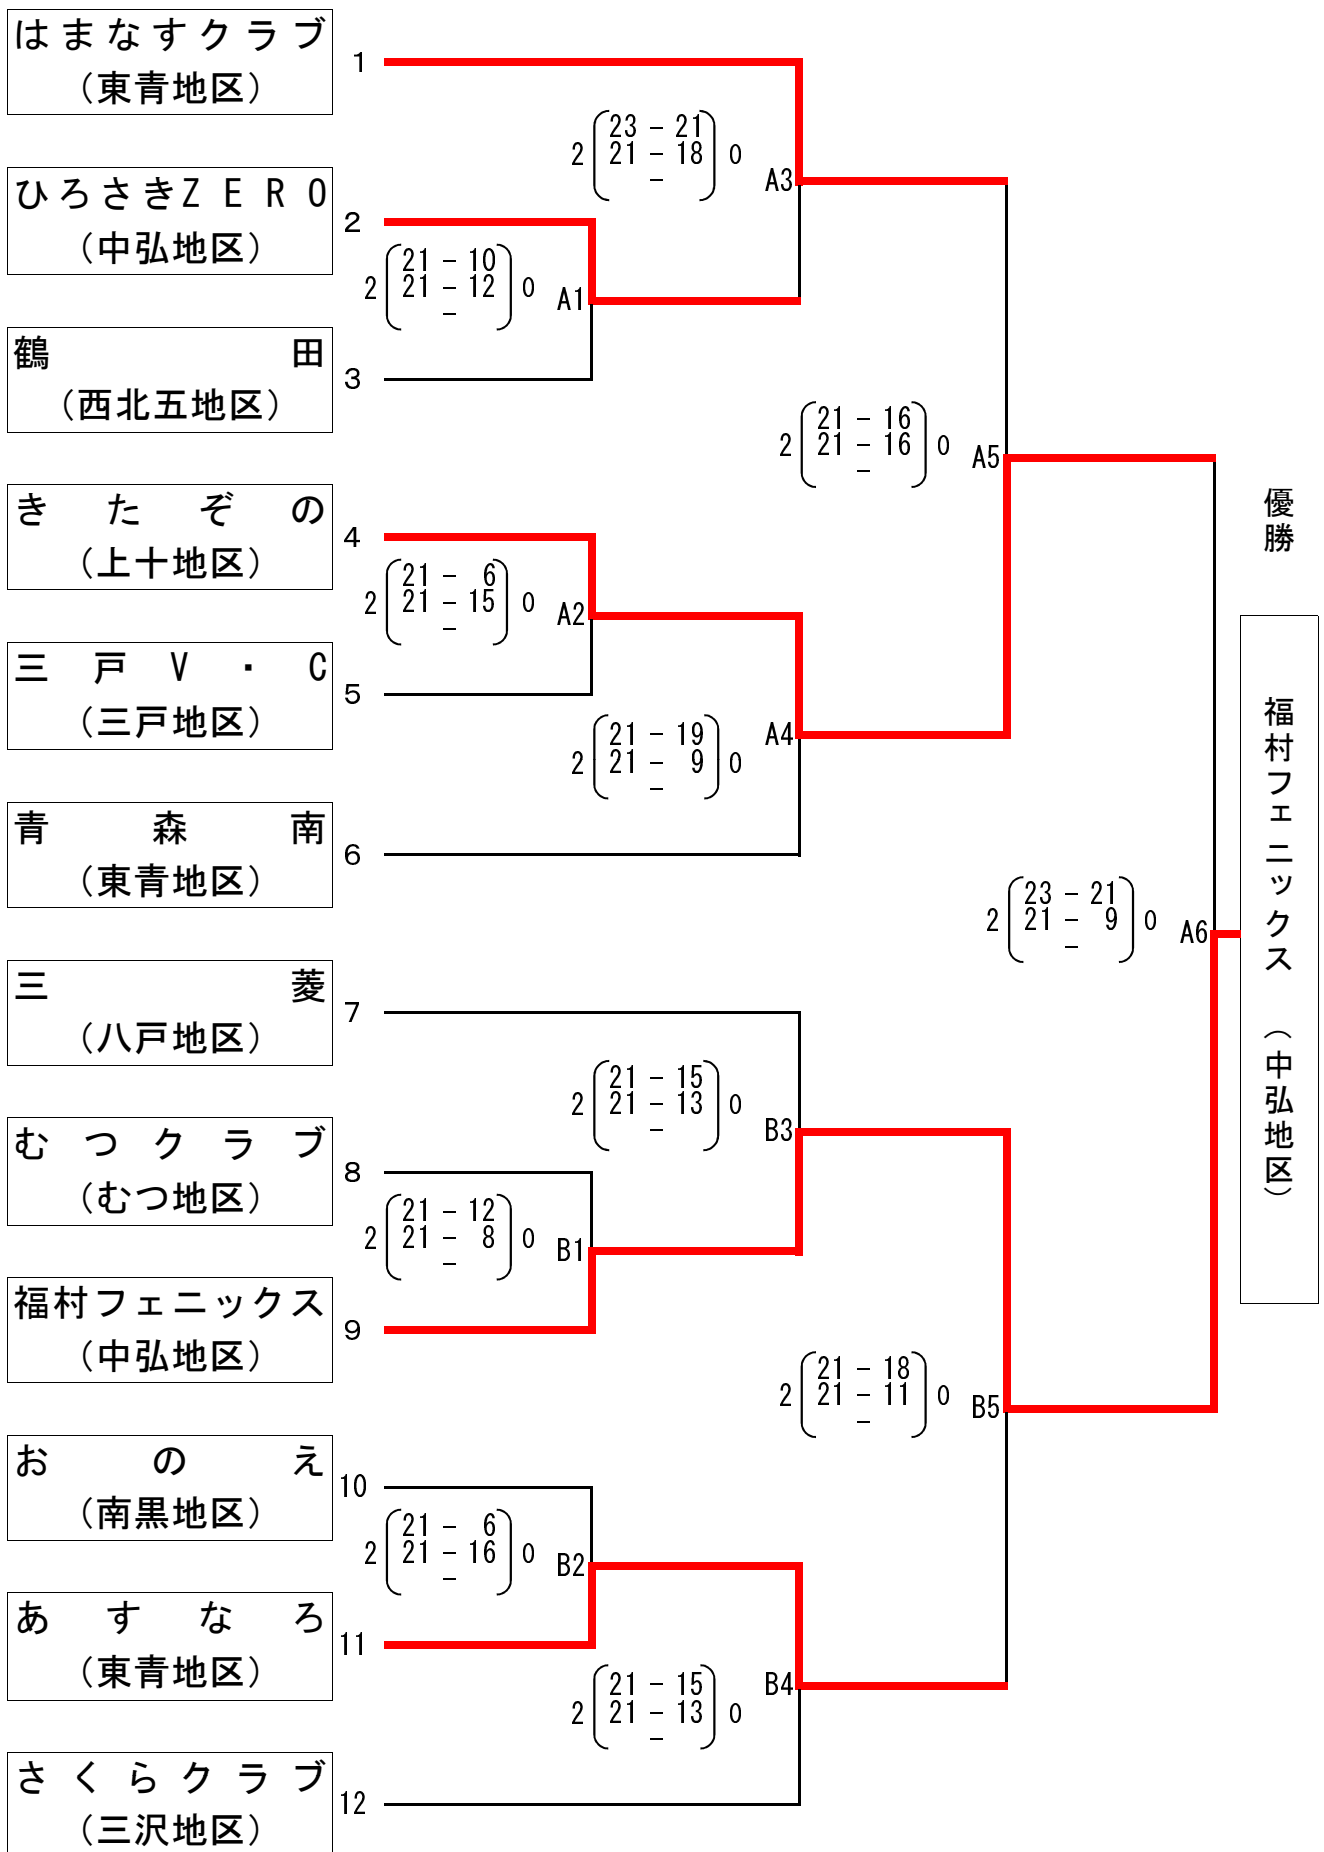 はまなすクラブ
（東青地区）
1
2 23 － 21 0
21 － 18
－
A3
ひろさきＺＥＲＯ
（中弘地区）
2
2 21 － 10 0
21 － 12
－
A1
鶴田
（西北五地区）
3
2 21 － 16 0
21 － 16
－
A5
きたぞの
（上十地区）
4
2 21 － 6 0
21 － 15
－
A2
三戸Ｖ・Ｃ
（三戸地区）
5
2 21 － 19 0
21 － 9
－
A4
青森南
（東青地区）
6
2 23 － 21 0
21 － 9
－
A6
三菱
（八戸地区）
7
2 21 － 15 0
21 － 13
－
B3
むつクラブ
（むつ地区）
8
2 21 － 12 0
21 － 8
－
B1
福村フェニックス
（中弘地区）
9
2 21 － 18 0
21 － 11
－
B5
おのえ
（南黒地区）
10
2 21 － 6 0
21 － 16
－
B2
あすなろ
（東青地区）
11
2 21 － 15 0
21 － 13
－
B4
さくらクラブ
（三沢地区）
12
優勝
福村フェニックス （中弘地区）